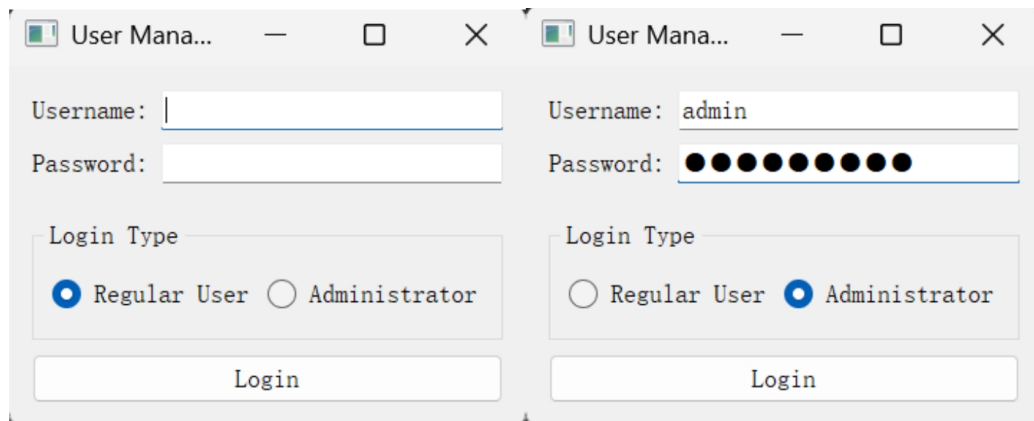 User Mana...
Username:
Password:
Login Type
Regular User Administrator
Login
User Mana...
Username: admin
Password: ●●●●●●●●●
Login Type
Regular User Administrator
Login